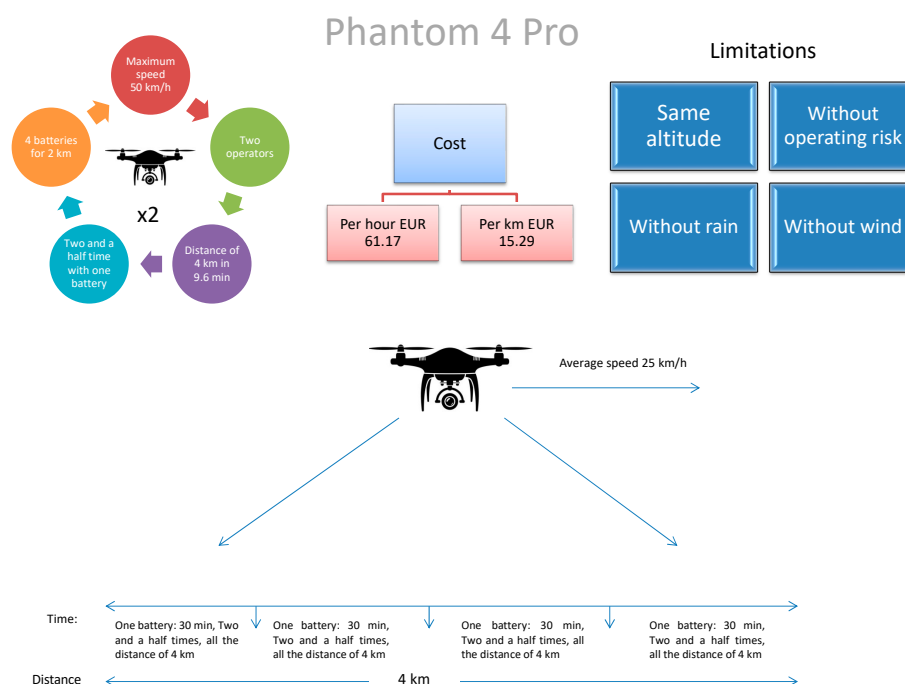 Phantom 4 Pro
Maximum
speed
50 km/h
Two
operators
Distance of
4 km in
9.6 min
Two and a
half time
with one
battery
4 batteries
for 2 km
x2
Cost
Per hour EUR
61.17
Per km EUR
15.29
Limitations
Same
altitude
Without
operating risk
Without rain
Without wind
Average speed 25 km/h
Time:
One battery: 30 min, Two
and a half times, all the
distance of 4 km
One battery: 30 min,
Two and a half times,
all the distance of 4 km
One battery: 30 min,
Two and a half times, all
the distance of 4 km
One battery: 30 min,
Two and a half times,
all the distance of 4 km
Distance
4 km